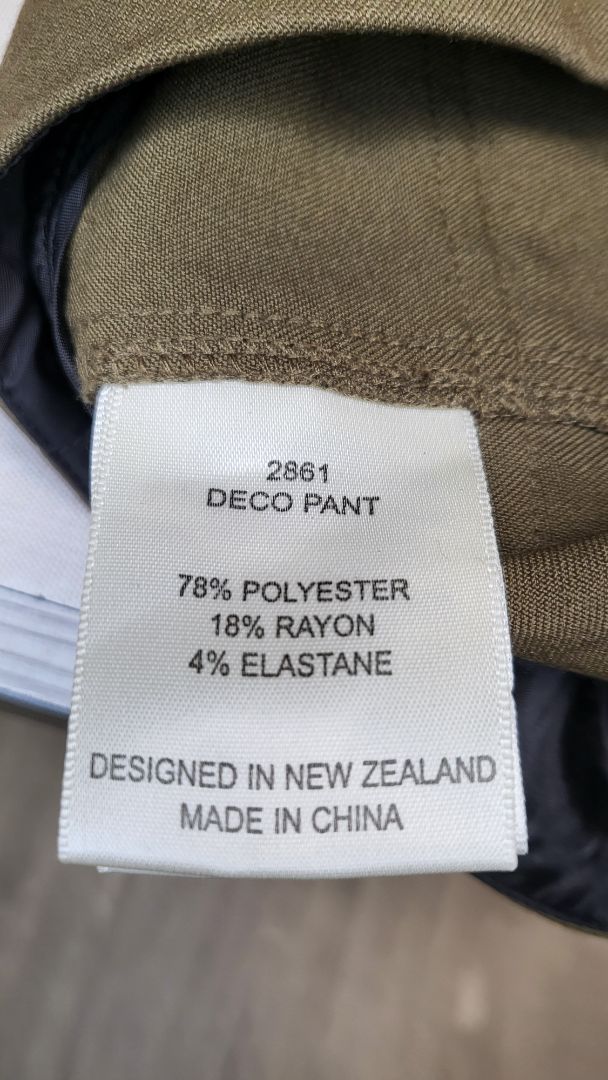 2861
DECO PANT
78% POLYESTER
18% RAYON
4% ELASTANE
DESIGNED IN NEW ZEALAND
MADE IN CHINA